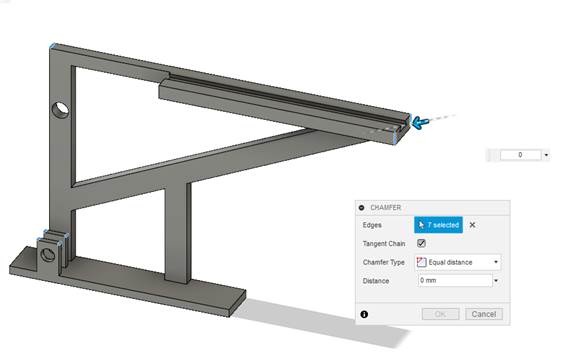 0
CHAMFER
Edges
7 selected
Tangent Chain
Chamfer Type
Equal distance
Distance
0 mm
OK
Cancel